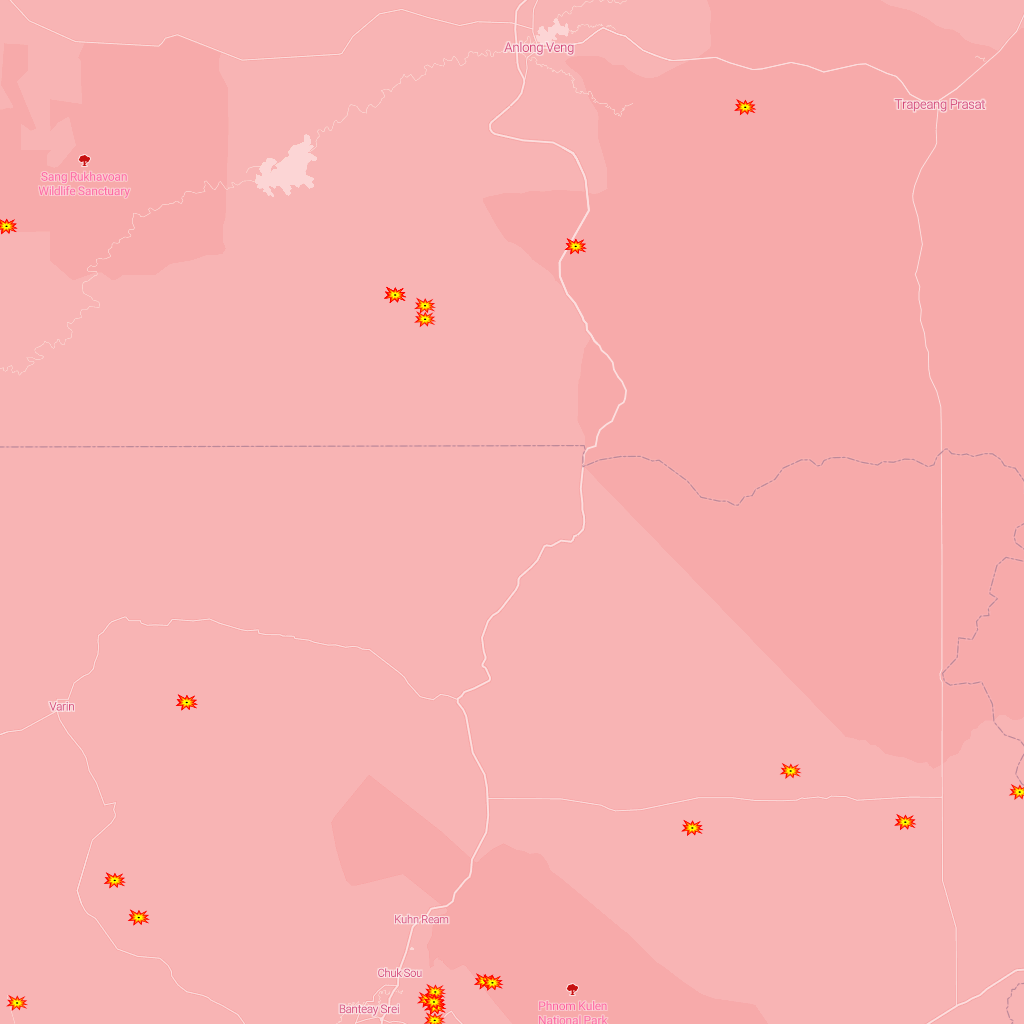 Anlong Veng
Trapeang Prasat
Sang Rukhavoan
Wildlife Sanctuary
Varin
Kuhn Ream
Chuk Sou
Banteay Srei
Phnom Kulen
National Park